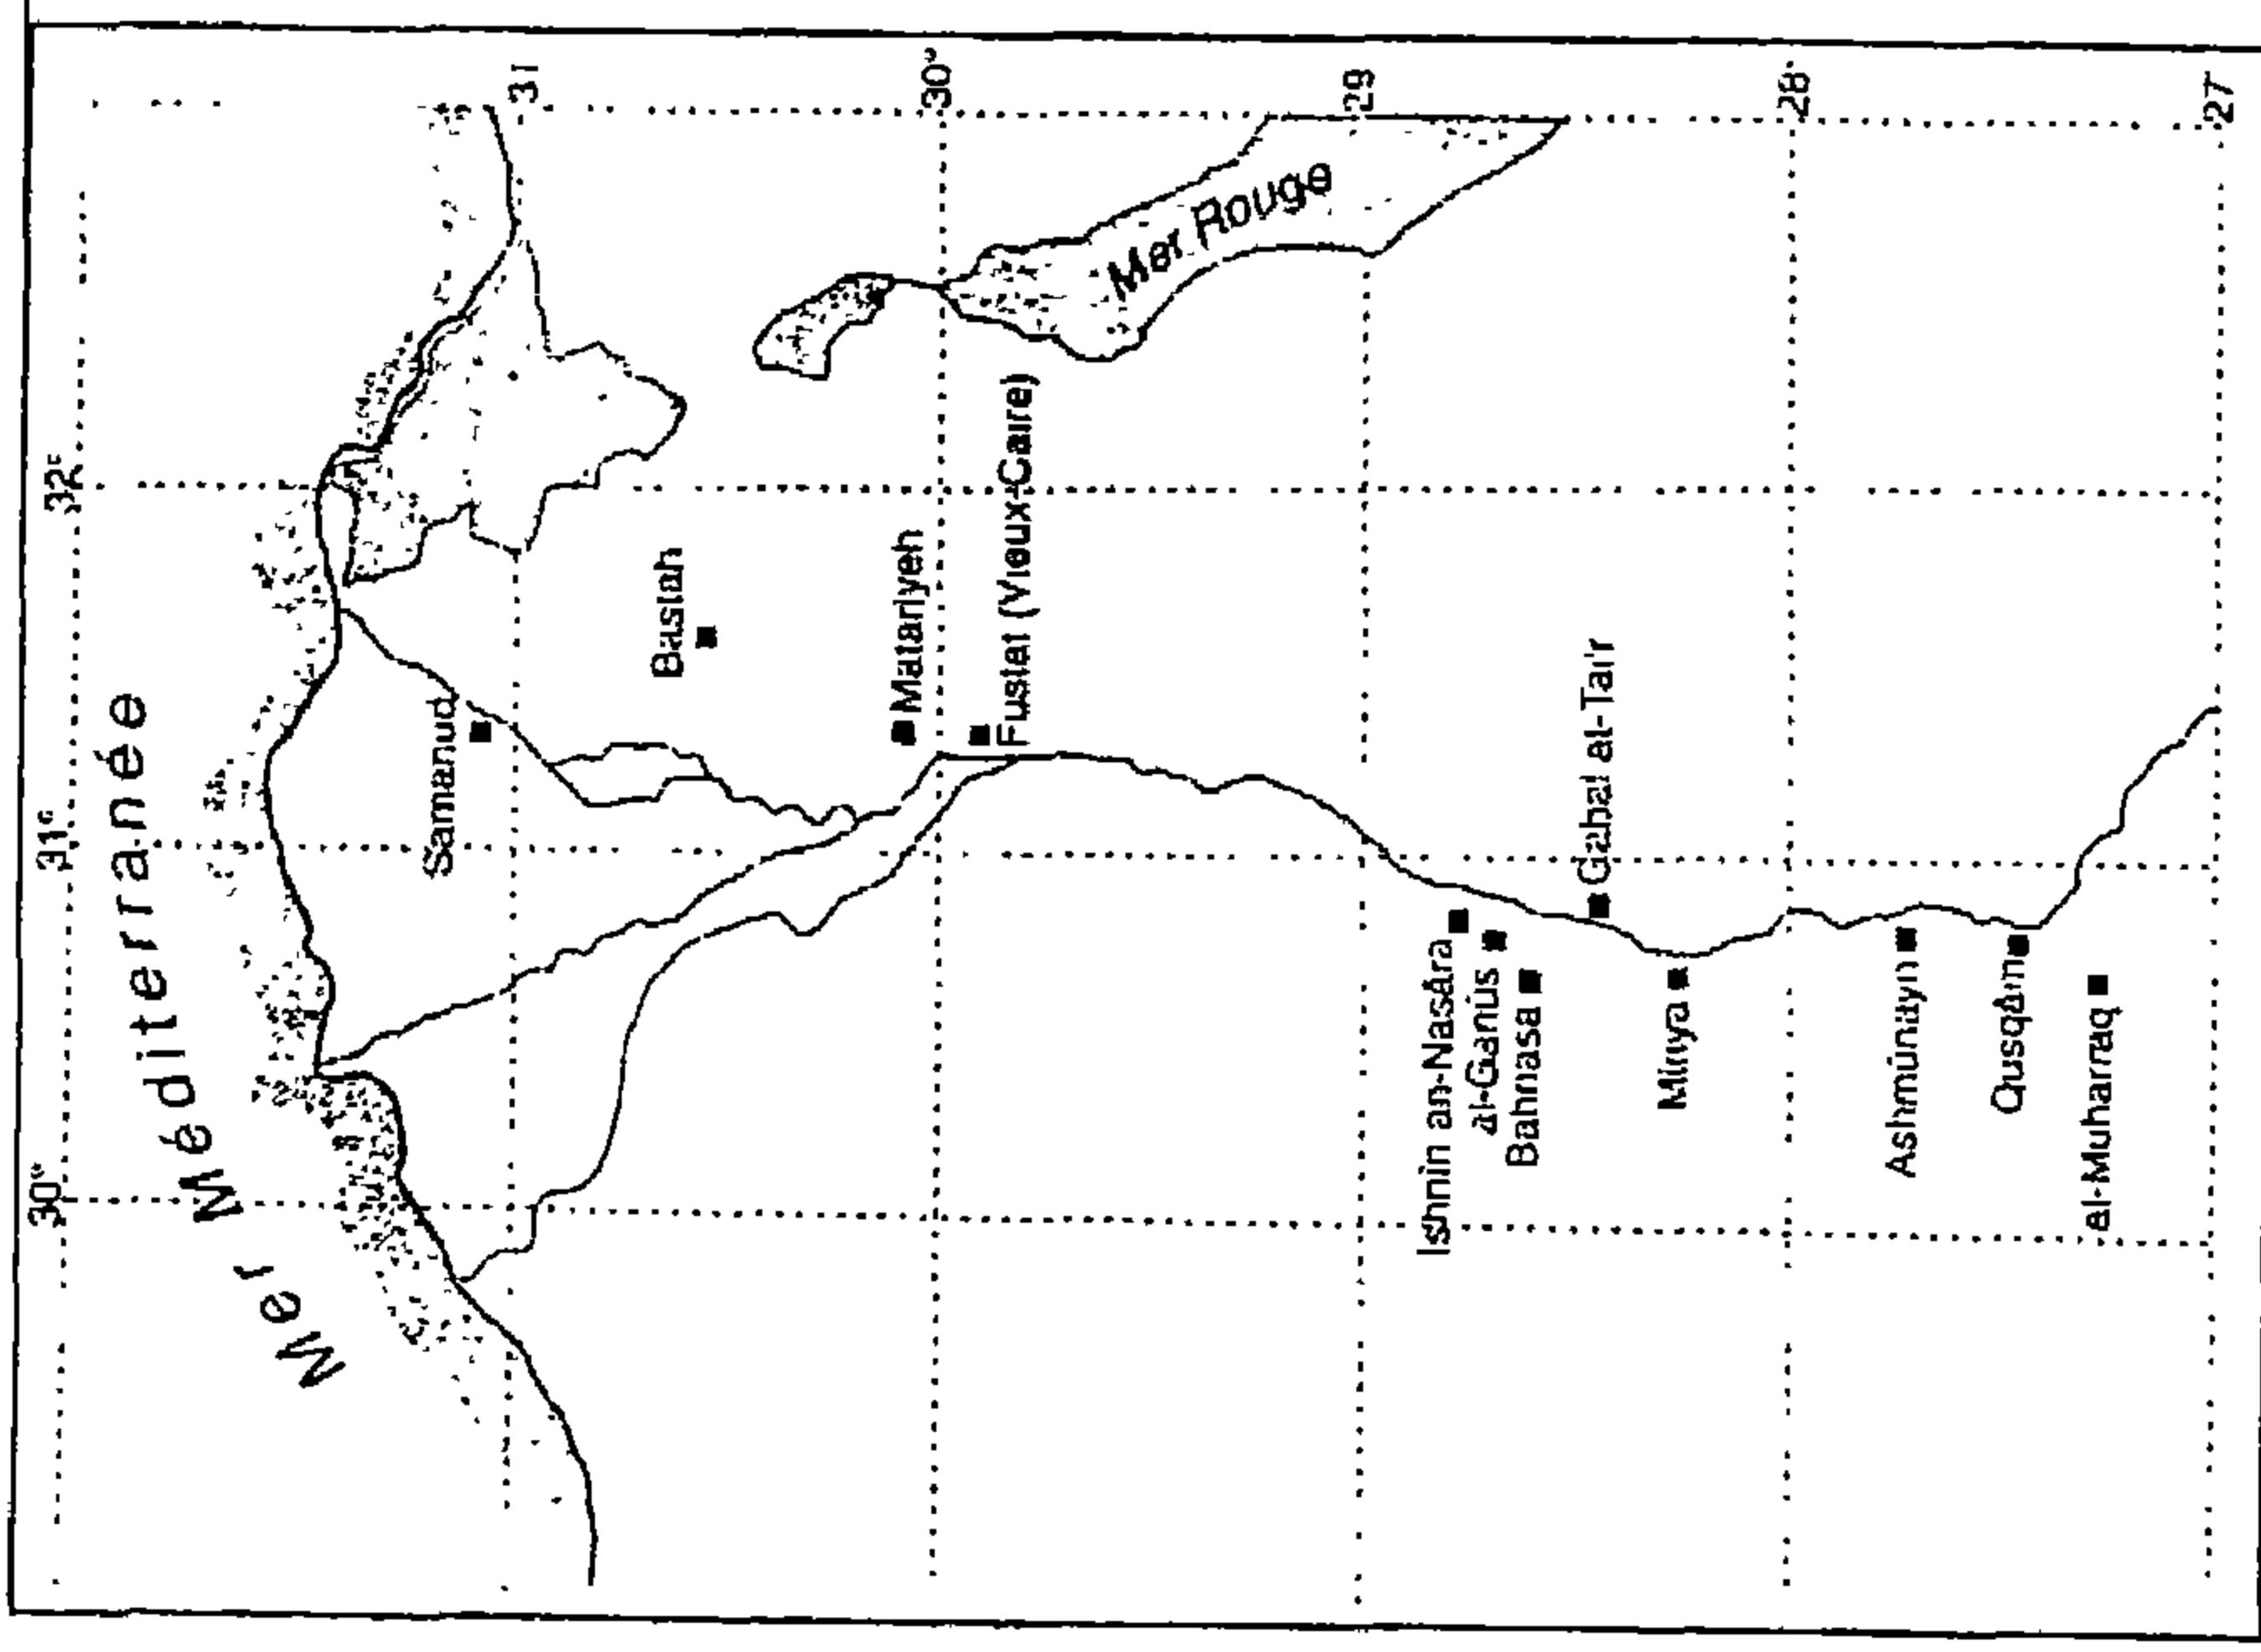 Mer Méditerranée
30°
31°
32°
31
30°
29
28
27
Mer Rouge
Samanud
Bastah
Matariyeh
Fustat (Vieux-Caire)
Ishnin an-Nasâra
al-Ganûs
Bahnasa
Gabal al-Tair
Minya
Ashmûnayn
Qusqâm
al-Muharraq